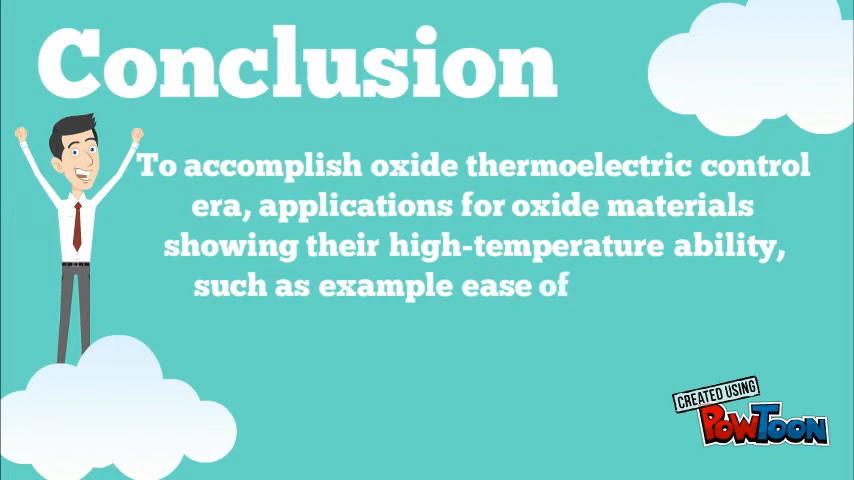 Conclusion
To accomplish oxide thermoelectric control
era, applications for oxide materials
showing their high-temperature ability,
such as example ease of
CREATED USING
POWTOON